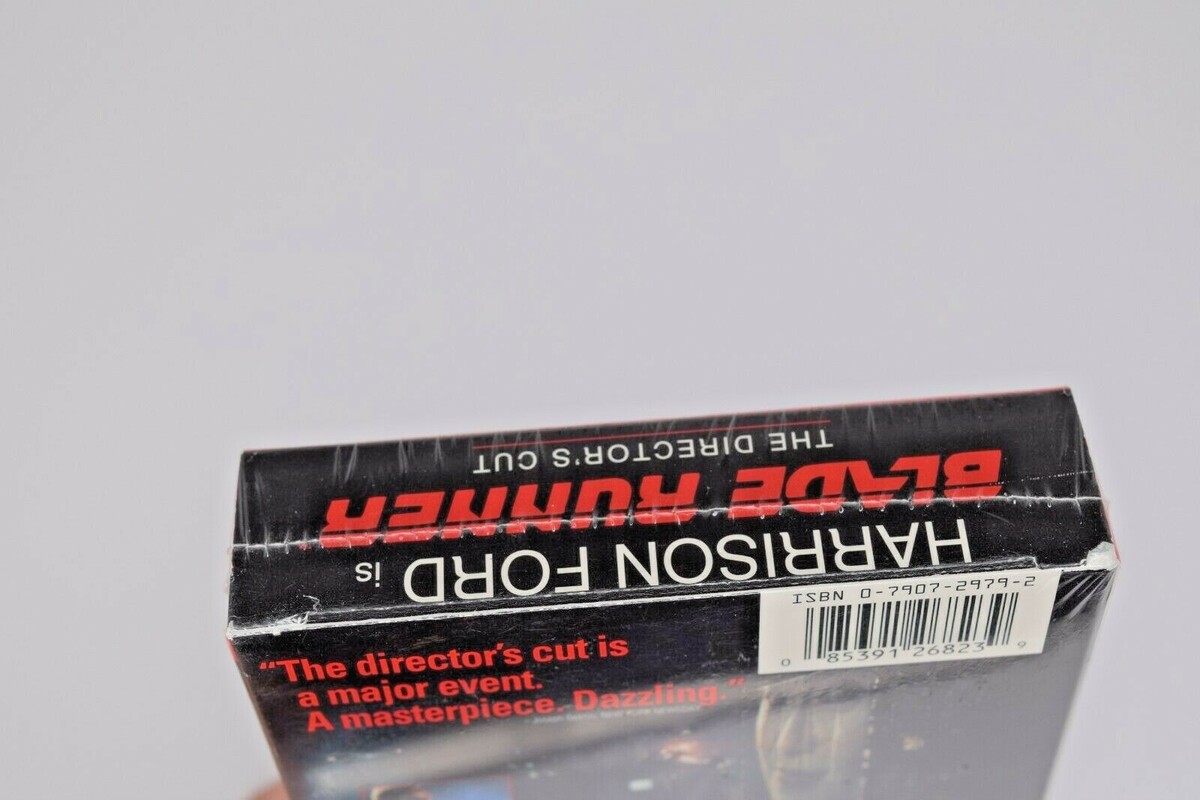 HARRISON FORD is
BLADE RUNNER
THE DIRECTOR'S CUT
ISBN 0-7907-2979-2
0 85391 26823 9
“The director's cut is
a major event.
A masterpiece. Dazzling.”